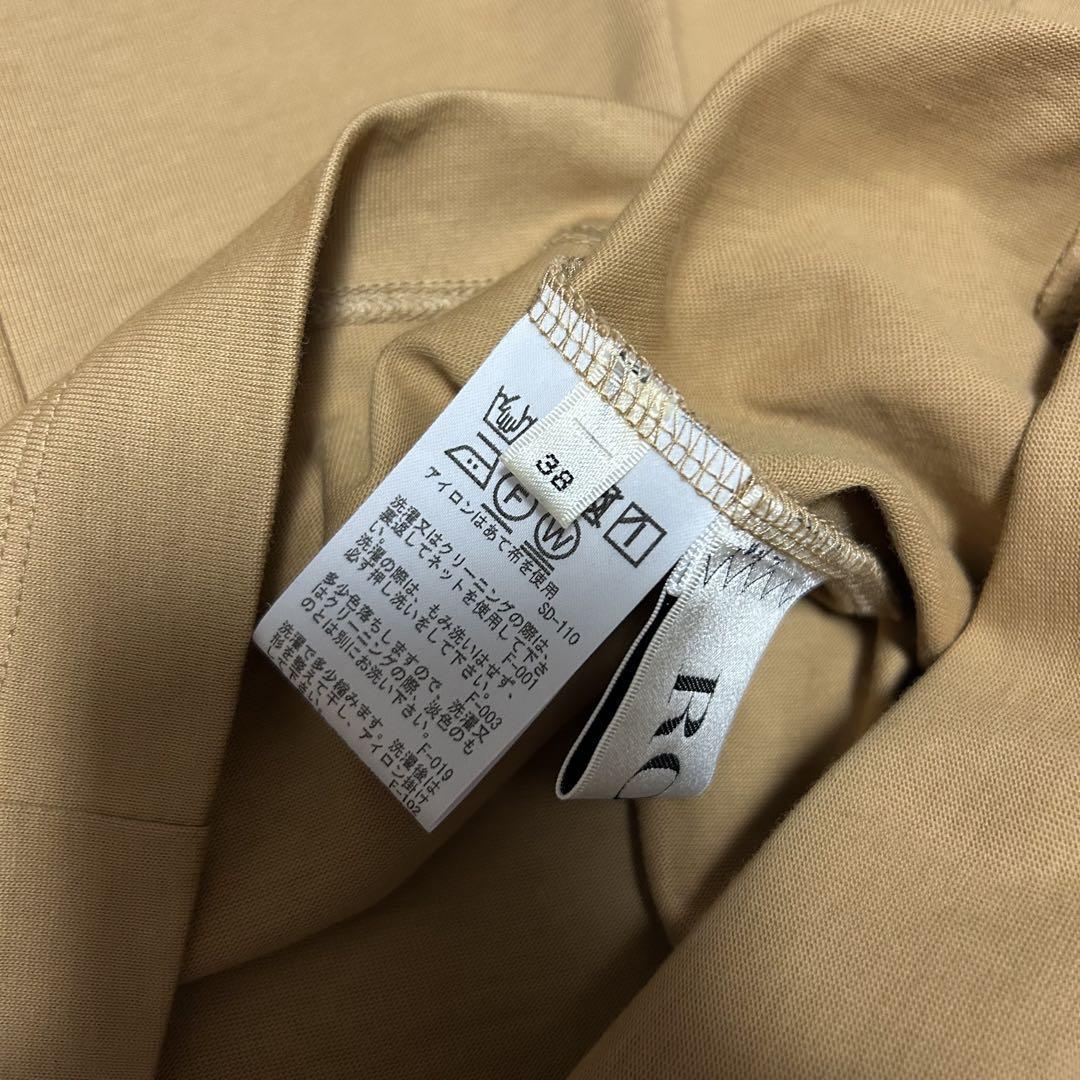 38
F
W
アイロンはあて布を使用
SD-110
洗濯又はクリーニングの際は、
裏返してネットを使用して下さ
い。 F-001
洗濯の際は、もみ洗いはせず、
必ず押し洗いをして下さい。
F-003
多少色落ちしますので、洗濯又
はクリーニングの際、淡色のも
のとは別にお洗い下さい。
F-019
洗濯で多少縮みます。洗濯後は
形を整えて干し、アイロン掛け
て下さい。 F-102